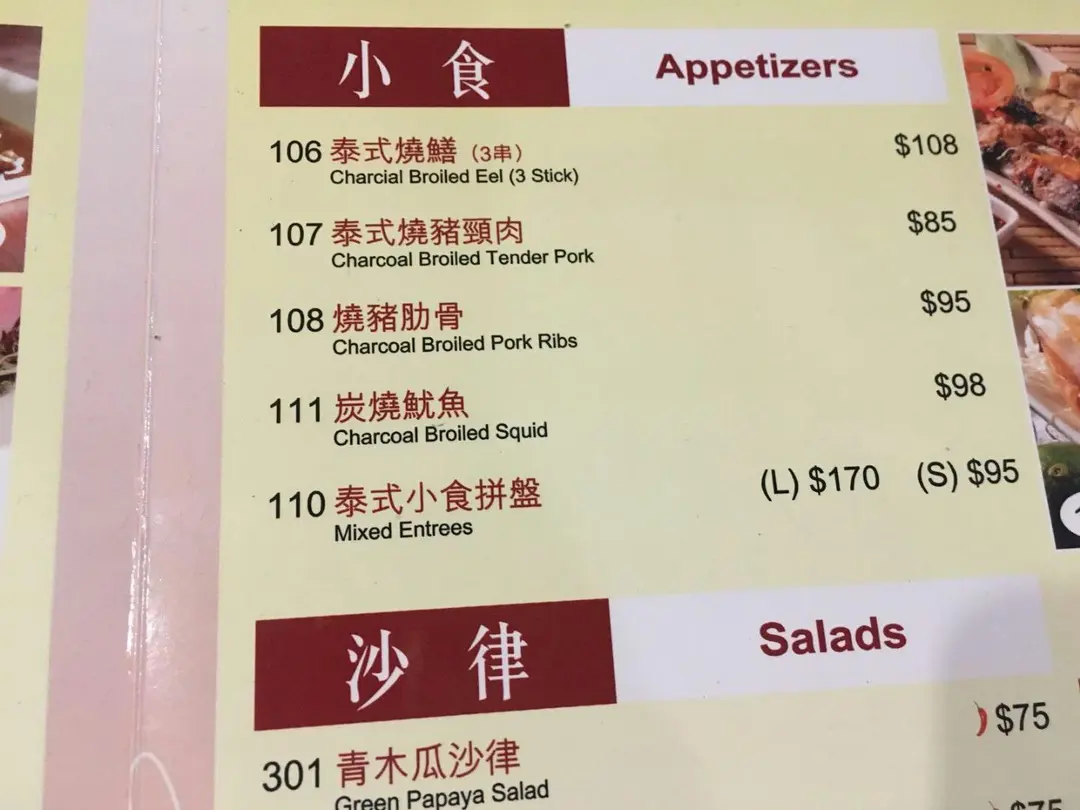 小食 Appetizers
106 泰式燒鱔 (3串) $108
Charcial Broiled Eel (3 Stick)
107 泰式燒豬頸肉 $85
Charcoal Broiled Tender Pork
108 燒豬肋骨 $95
Charcoal Broiled Pork Ribs
111 炭燒魷魚 $98
Charcoal Broiled Squid
110 泰式小食拼盤 (L) $170 (S) $95
Mixed Entrees
沙律 Salads
301 青木瓜沙律 $75
Green Papaya Salad
$75